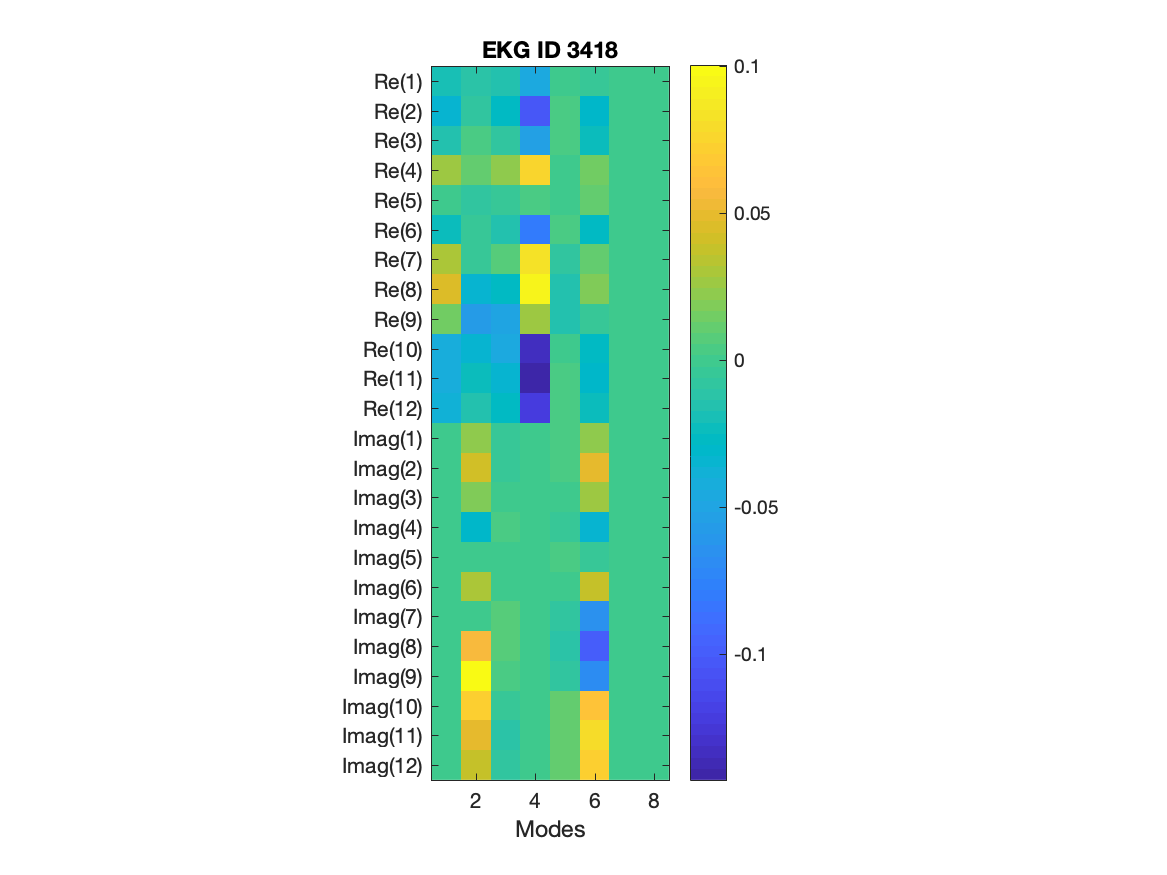 EKG ID 3418
Re(1)
Re(2)
Re(3)
Re(4)
Re(5)
Re(6)
Re(7)
Re(8)
Re(9)
Re(10)
Re(11)
Re(12)
Imag(1)
Imag(2)
Imag(3)
Imag(4)
Imag(5)
Imag(6)
Imag(7)
Imag(8)
Imag(9)
Imag(10)
Imag(11)
Imag(12)
2 4 6 8
Modes
0.1
0.05
0
-0.05
-0.1